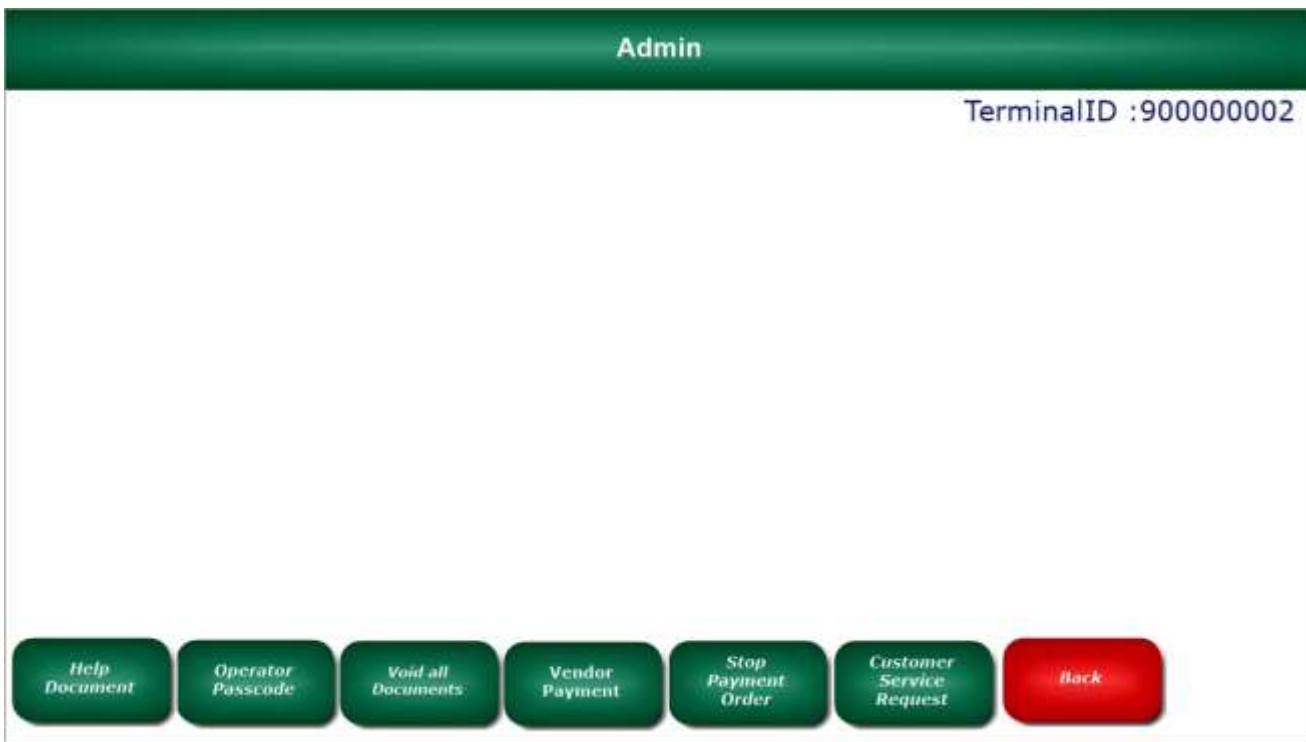 Admin
TerminalID :900000002
Help
Document
Operator
Passcode
Void all
Documents
Vendor
Payment
Stop
Payment
Order
Customer
Service
Request
Back